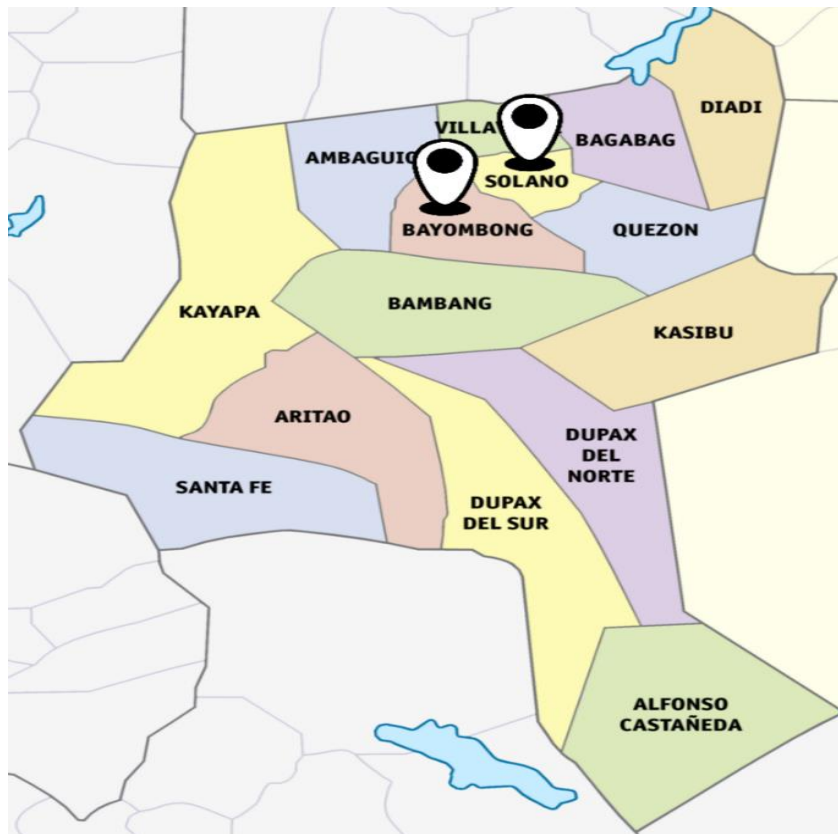 DIADI
VILLA
BAGABAG
AMBAGUIO
SOLANO
BAYOMBONG
QUEZON
KAYAPA
BAMBANG
KASIBU
ARITAO
DUPAX
DEL
NORTE
SANTA FE
DUPAX
DEL SUR
ALFONSO
CASTAÑEDA